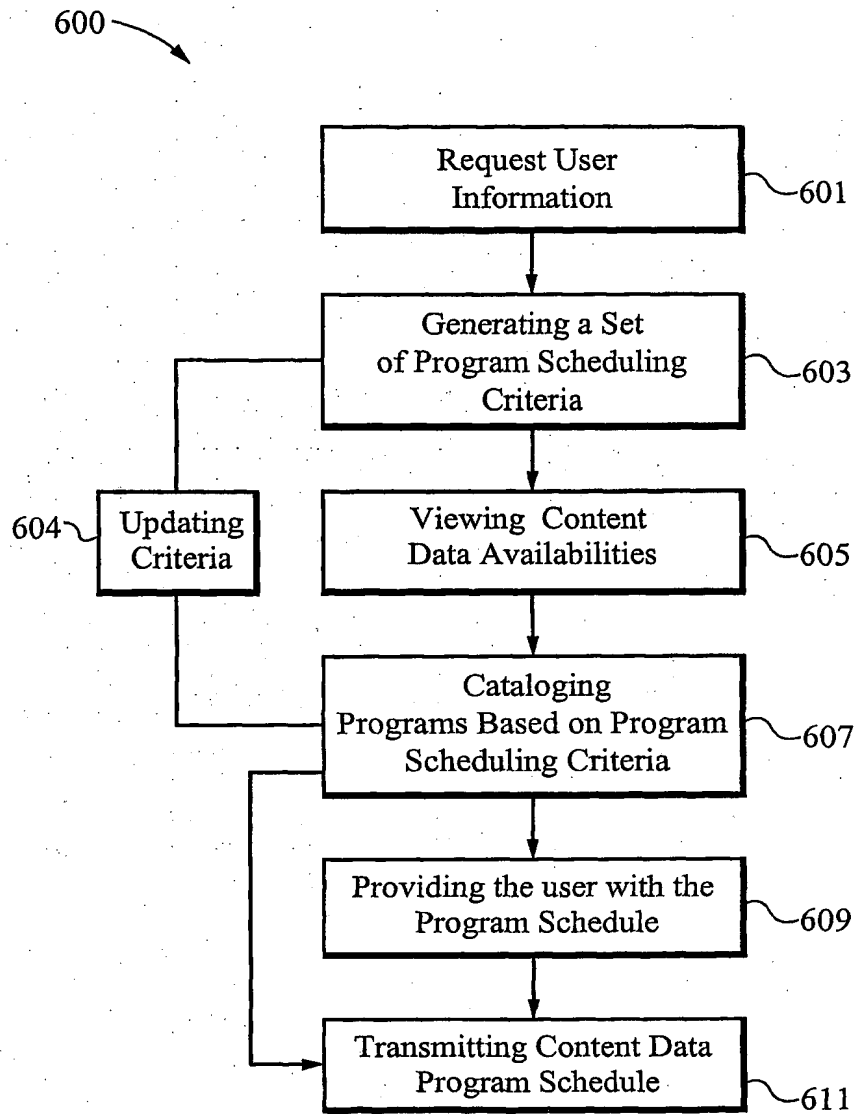 600
Request User
Information
601
Generating a Set
of Program Scheduling
Criteria
603
604
Updating
Criteria
Viewing Content
Data Availabilities
605
Cataloging
Programs Based on Program
Scheduling Criteria
607
Providing the user with the
Program Schedule
609
Transmitting Content Data
Program Schedule
611